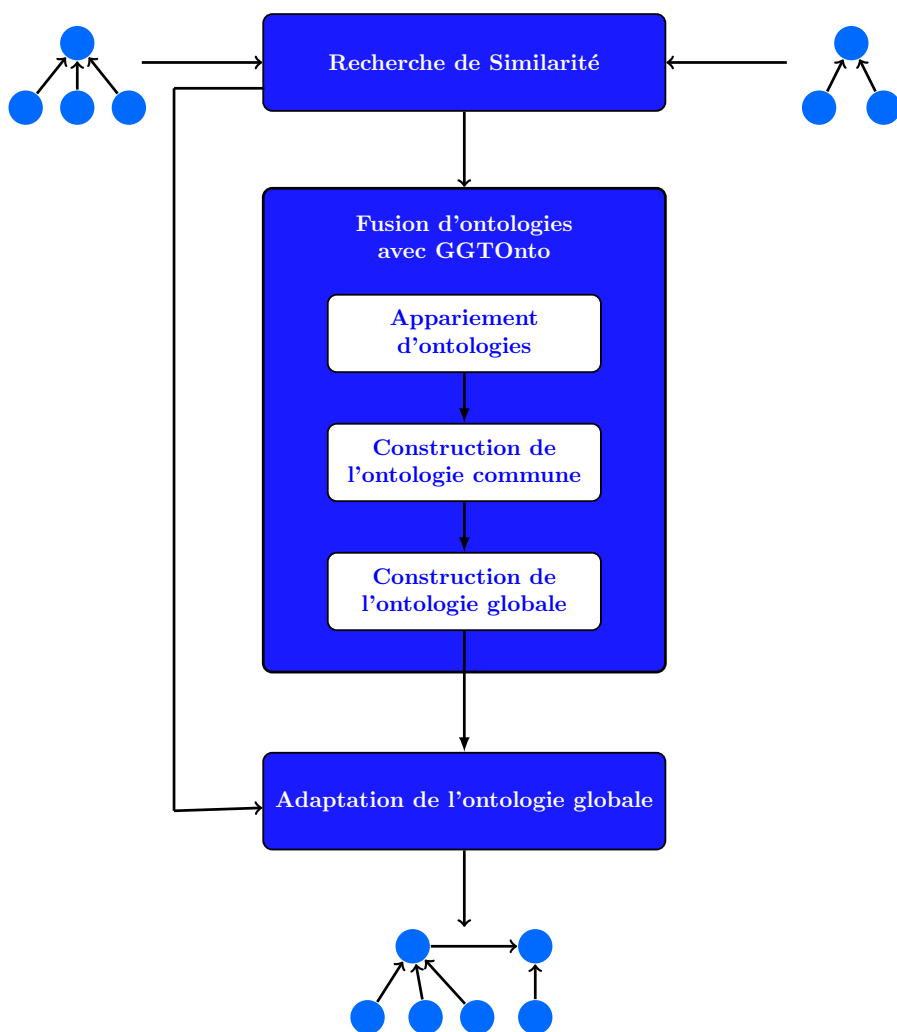 Recherche de Similarité
Fusion d'ontologies
avec GGTOnto
Appariement
d'ontologies
Construction de
l'ontologie commune
Construction de
l'ontologie globale
Adaptation de l'ontologie globale